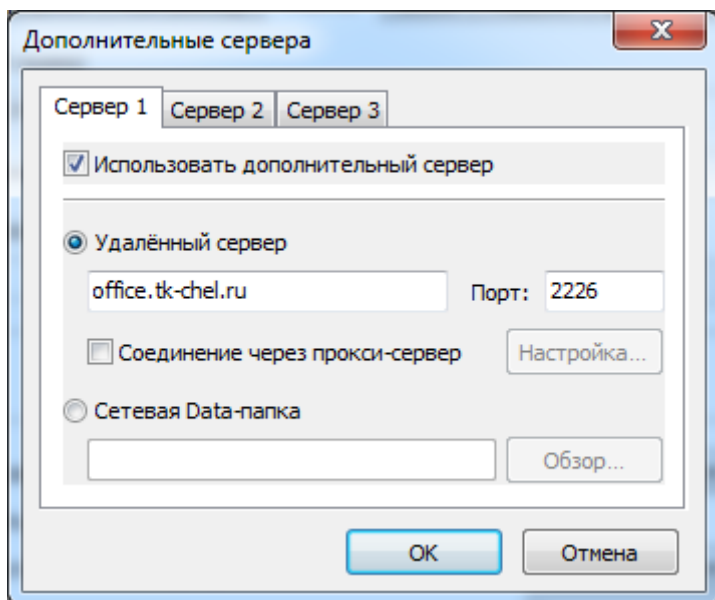 Дополнительные сервера
Сервер 1 Сервер 2 Сервер 3
Использовать дополнительный сервер
Удалённый сервер
office.tk-chel.ru Порт: 2226
Соединение через прокси-сервер Настройка...
Сетевая Data-папка
Обзор...
OK Отмена